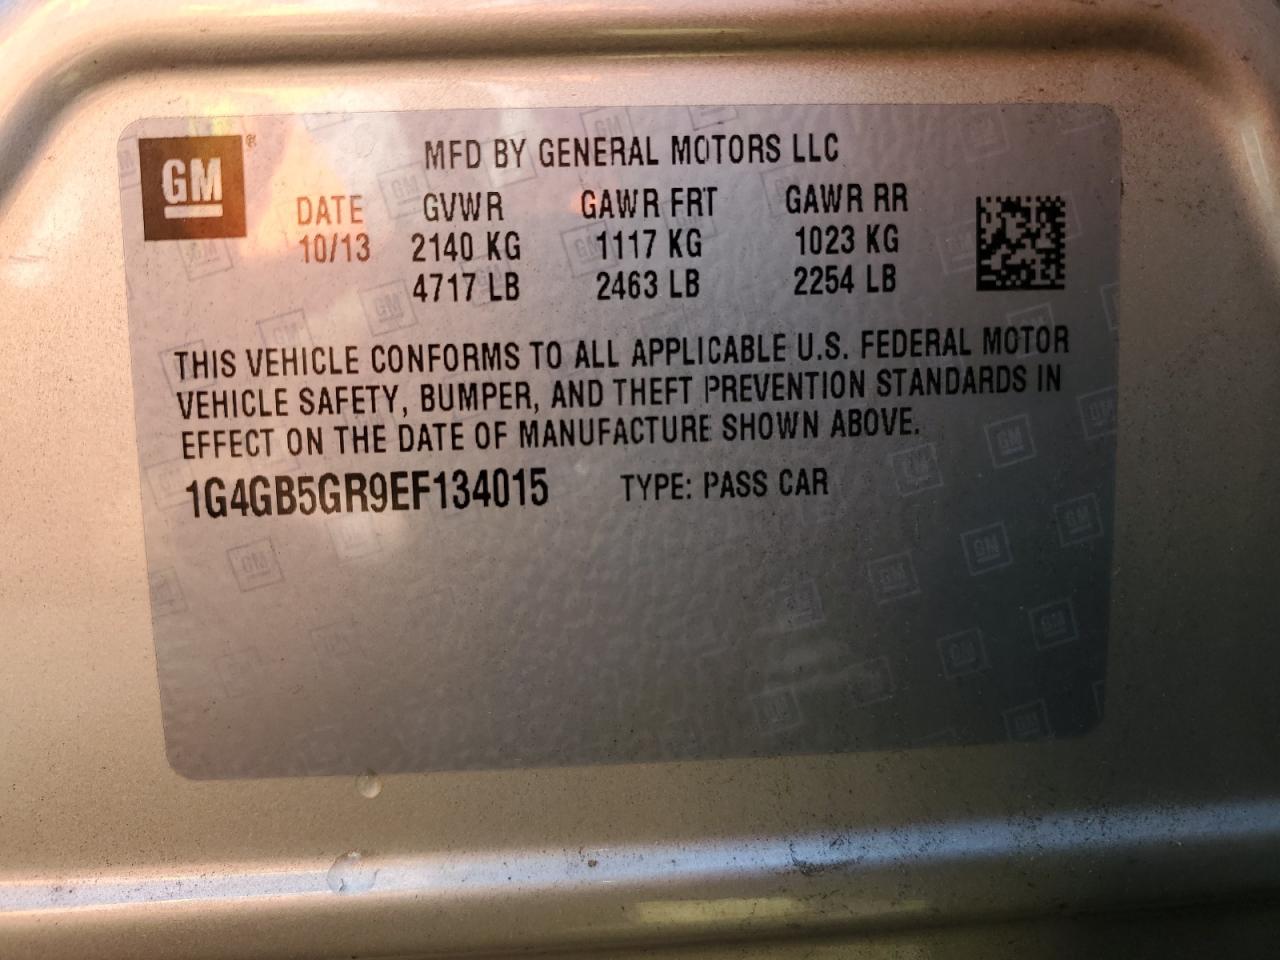 GM ®
MFD BY GENERAL MOTORS LLC
DATE GVWR GAWR FRT GAWR RR
10/13 2140 KG 1117 KG 1023 KG
4717 LB 2463 LB 2254 LB
THIS VEHICLE CONFORMS TO ALL APPLICABLE U.S. FEDERAL MOTOR
VEHICLE SAFETY, BUMPER, AND THEFT PREVENTION STANDARDS IN
EFFECT ON THE DATE OF MANUFACTURE SHOWN ABOVE.
1G4GB5GR9EF134015 TYPE: PASS CAR